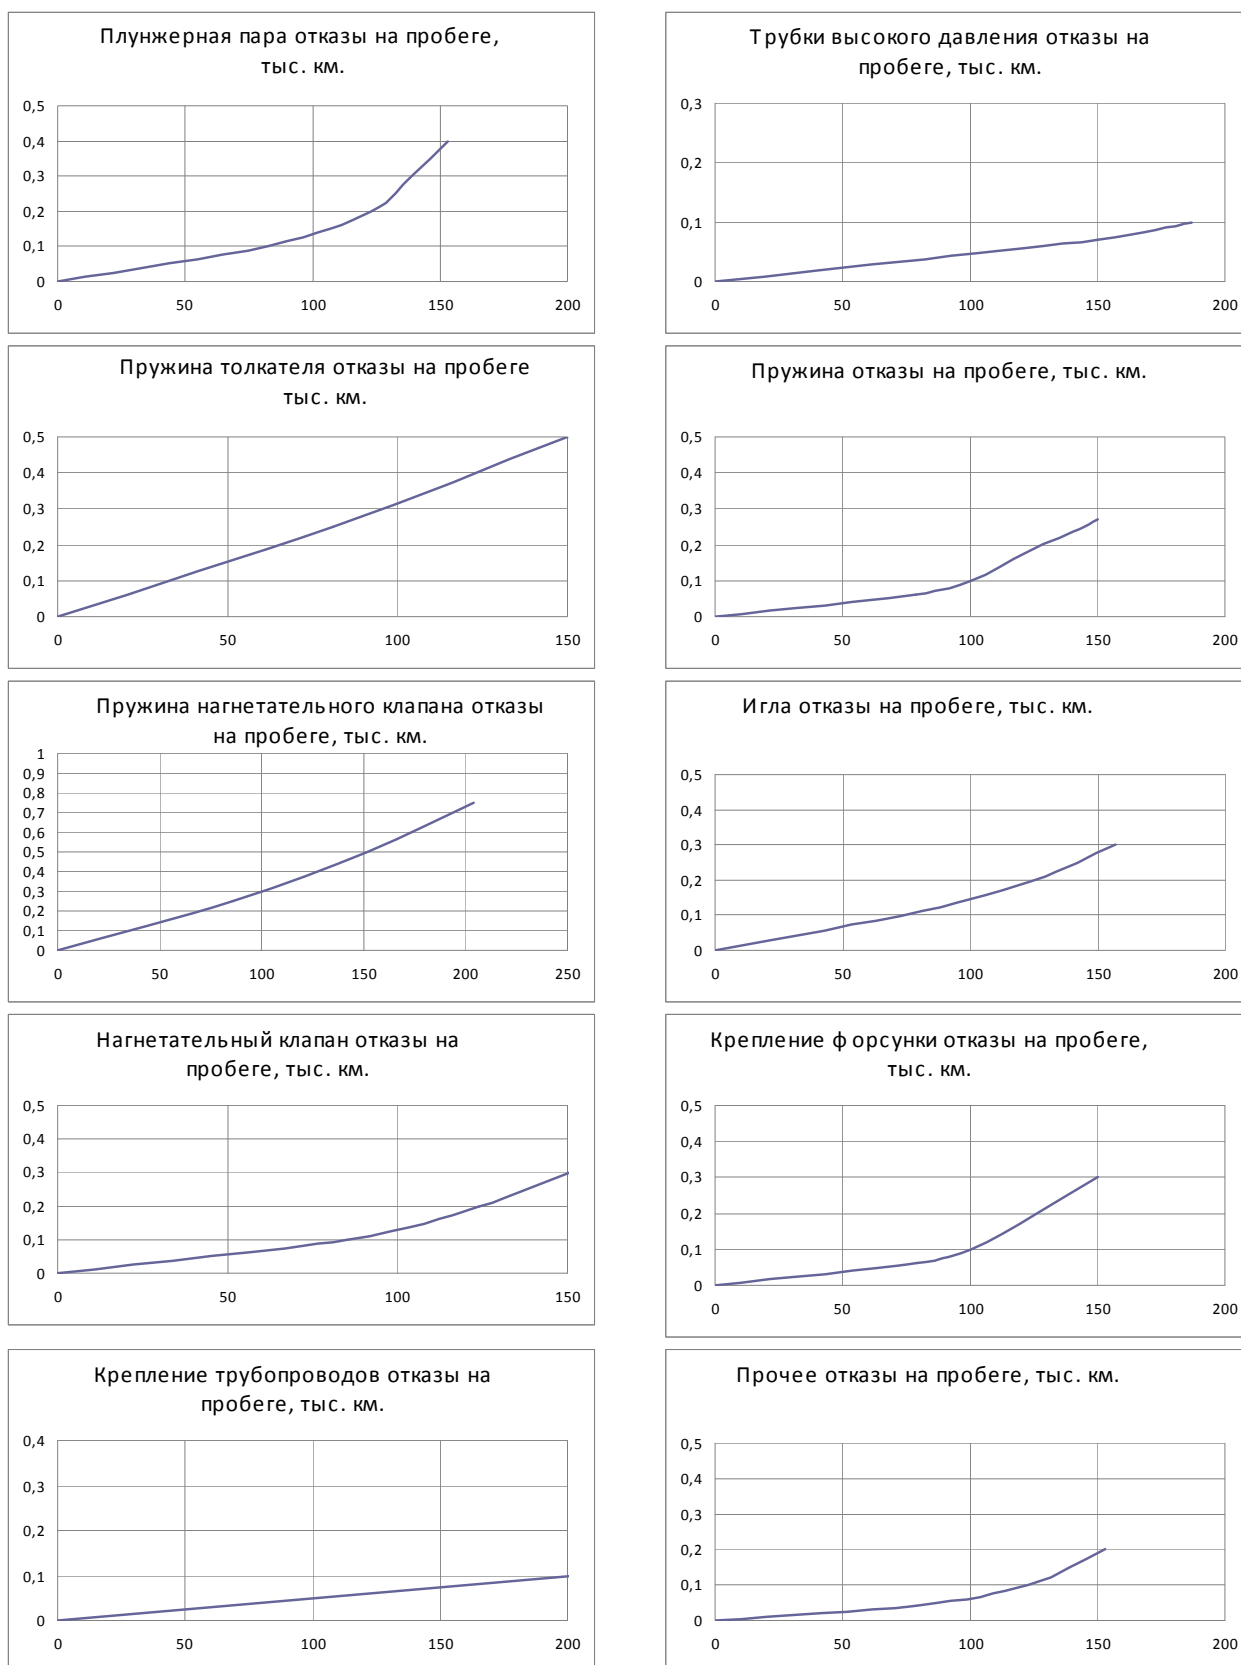 Плунжерная пара отказы на пробеге,
тыс. км.
0,5
0,4
0,3
0,2
0,1
0
0 50 100 150 200
Трубки высокого давления отказы на
пробеге, тыс. км.
0,3
0,2
0,1
0
0 50 100 150 200
Пружина толкателя отказы на пробеге
тыс. км.
0,5
0,4
0,3
0,2
0,1
0
0 50 100 150
Пружина отказы на пробеге, тыс. км.
0,5
0,4
0,3
0,2
0,1
0
0 50 100 150 200
Пружина нагнетательного клапана отказы
на пробеге, тыс. км.
1
0,9
0,8
0,7
0,6
0,5
0,4
0,3
0,2
0,1
0
0 50 100 150 200 250
Игла отказы на пробеге, тыс. км.
0,5
0,4
0,3
0,2
0,1
0
0 50 100 150 200
Нагнетательный клапан отказы на
пробеге, тыс. км.
0,5
0,4
0,3
0,2
0,1
0
0 50 100 150
Крепление форсунки отказы на пробеге,
тыс. км.
0,5
0,4
0,3
0,2
0,1
0
0 50 100 150 200
Крепление трубопроводов отказы на
пробеге, тыс. км.
0,4
0,3
0,2
0,1
0
0 50 100 150 200
Прочее отказы на пробеге, тыс. км.
0,5
0,4
0,3
0,2
0,1
0
0 50 100 150 200